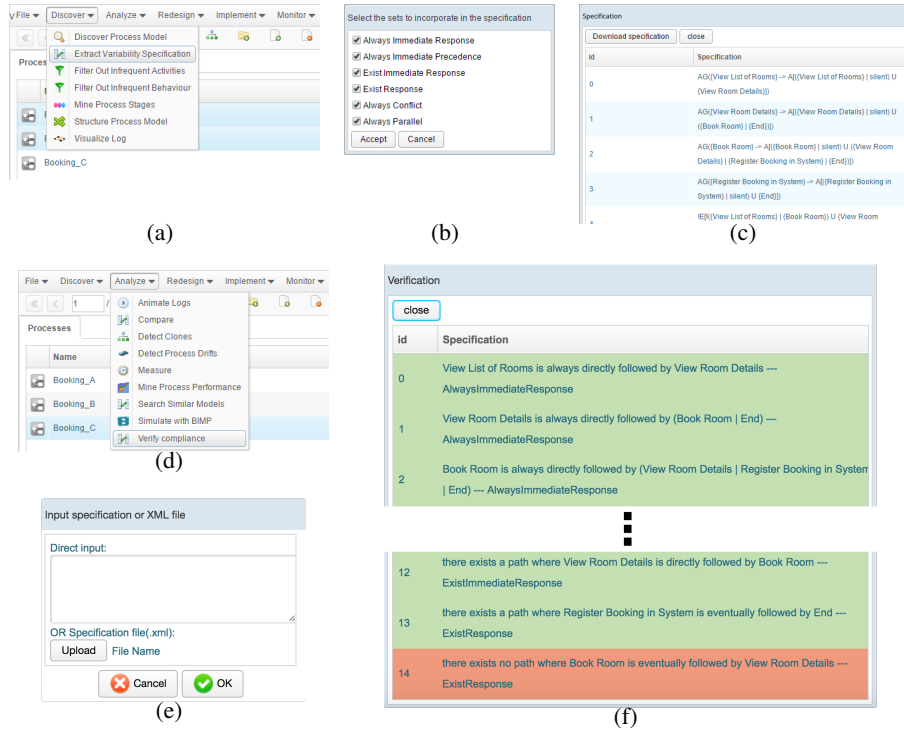 File Discover Analyze Redesign Implement Monitor
Discover Process Model
Extract Variability Specification
Filter Out Infrequent Activities
Filter Out Infrequent Behaviour
Mine Process Stages
Structure Process Model
Visualize Log
Booking_C
(a)
Select the sets to incorporate in the specification
Always Immediate Response
Always Immediate Precedence
Exist Immediate Response
Exist Response
Always Conflict
Always Parallel
Accept Cancel
(b)
Specification
Download specification close
id Specification
0 AG({View List of Rooms} -> A[({View List of Rooms} | silent) U
{View Room Details}])
1 AG({View Room Details} -> A[({View Room Details} | silent) U
({Book Room} | {End})])
2 AG({Book Room} -> A[({Book Room} | silent) U ({View Room
Details} | {Register Booking in System} | {End})])
3 AG({Register Booking in System} -> A[({Register Booking in
System} | silent) U {End}])
!E[!({View List of Rooms} | {Book Room}) U {View Room
(c)
File Discover Analyze Redesign Implement Monitor
1 /
Animate Logs
Compare
Detect Clones
Detect Process Drifts
Measure
Mine Process Performance
Search Similar Models
Simulate with BIMP
Verify compliance
Processes
Name
Booking_A
Booking_B
Booking_C
(d)
Input specification or XML file
Direct input:
OR Specification file(.xml):
Upload File Name
Cancel OK
(e)
Verification
close
id Specification
0 View List of Rooms is always directly followed by View Room Details ---
AlwaysImmediateResponse
1 View Room Details is always directly followed by (Book Room | End) ---
AlwaysImmediateResponse
2 Book Room is always directly followed by (View Room Details | Register Booking in System
| End) --- AlwaysImmediateResponse
12 there exists a path where View Room Details is directly followed by Book Room ---
ExistImmediateResponse
13 there exists a path where Register Booking in System is eventually followed by End ---
ExistResponse
14 there exists no path where Book Room is eventually followed by View Room Details ---
ExistResponse
(f)